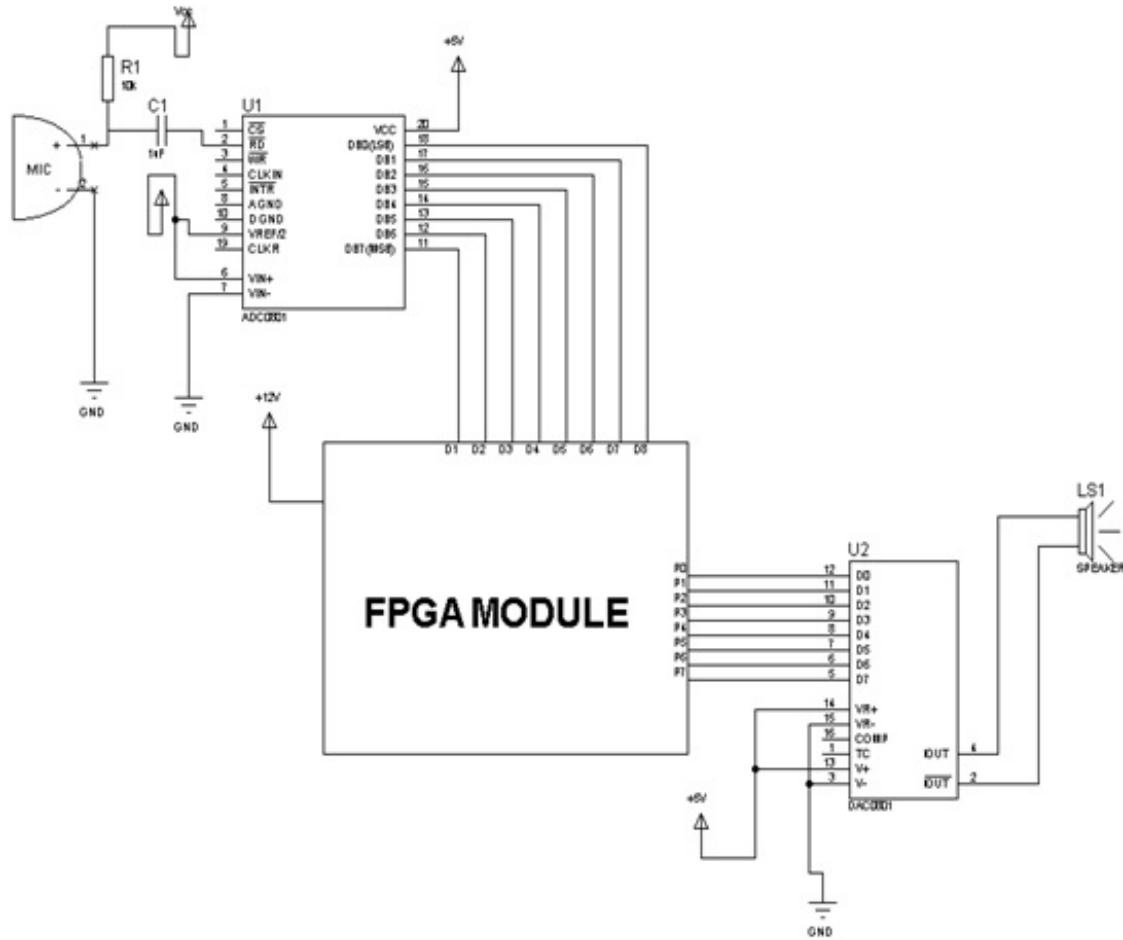 Vcc
R1
10k
C1
1nF
MIC
+
1
-
2
GND
U1
1 CS
2 RD
3 WR
4 CLKIN
5 INTR
8 AGND
10 DGND
9 VREF/2
19 CLKR
6 VIN+
7 VIN-
VCC 20
DB0(LSB) 18
DB1 17
DB2 16
DB3 15
DB4 14
DB5 13
DB6 12
DB7(MSB) 11
ADC0801
GND
+12V
D1 D2 D3 D4 D5 D6 D7 D8
FPGA MODULE
P0
P1
P2
P3
P4
P5
P6
P7
U2
12 D0
11 D1
10 D2
9 D3
8 D4
7 D5
6 D6
5 D7
14 VR+
15 VR-
16 COMP
1 TC
13 V+
3 V-
IOUT 4
IOUT 2
DAC0801
LS1
SPEAKER
GND